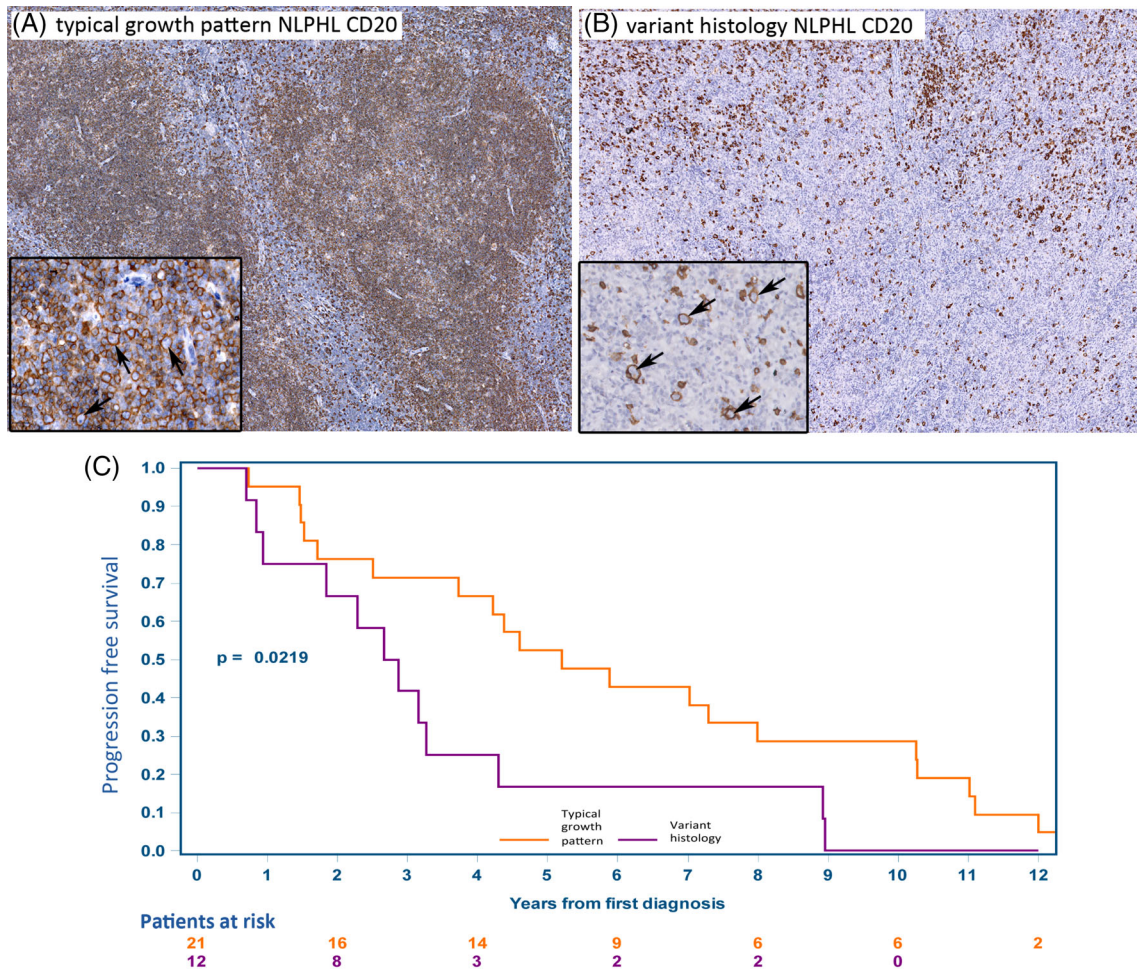 (A) typical growth pattern NLPHL CD20
(B) variant histology NLPHL CD20
(C)
Progression free survival
1.0
0.9
0.8
0.7
0.6
0.5
0.4
0.3
0.2
0.1
0.0
p = 0.0219
Typical
growth
pattern
Variant
histology
0 1 2 3 4 5 6 7 8 9 10 11 12
Years from first diagnosis
Patients at risk
21 16 14 9 6 6 2
12 8 3 2 2 0